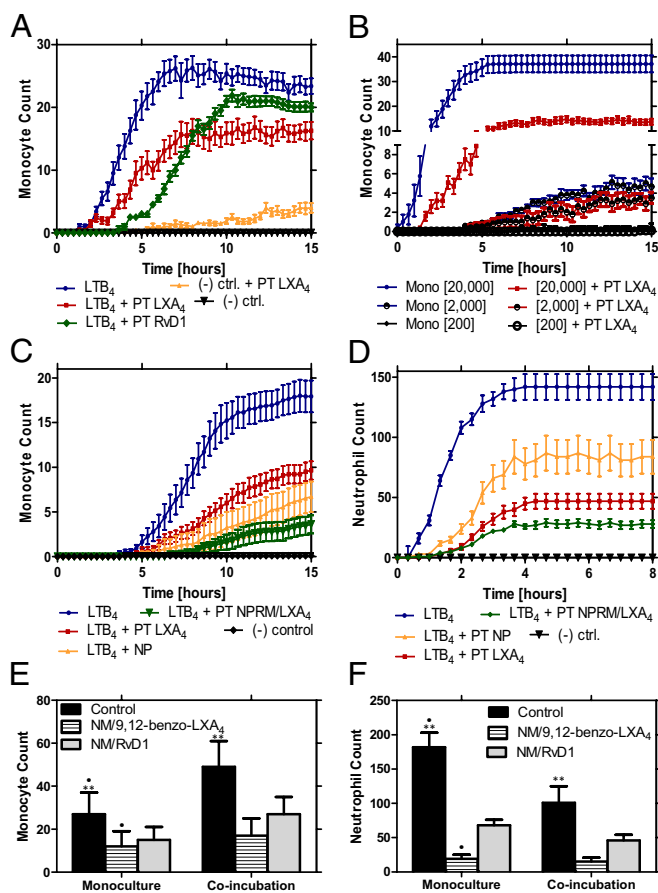 A
Monocyte Count
30
20
10
0
0 5 10 15
Time [hours]
LTB4
LTB4 + PT LXA4
LTB4 + PT RvD1
(-) ctrl. + PT LXA4
(-) ctrl.
B
Monocyte Count
40
30
20
10
8
6
4
2
0
0 5 10 15
Time [hours]
Mono [20,000]
Mono [2,000]
Mono [200]
[20,000] + PT LXA4
[2,000] + PT LXA4
[200] + PT LXA4
C
Monocyte Count
20
15
10
5
0
0 5 10 15
Time [hours]
LTB4
LTB4 + PT LXA4
LTB4 + NP
LTB4 + PT NPRM/LXA4
(-) control
D
Neutrophil Count
150
100
50
0
0 2 4 6 8
Time [hours]
LTB4
LTB4 + PT NP
LTB4 + PT LXA4
LTB4 + PT NPRM/LXA4
(-) ctrl.
E
Monocyte Count
80
60
40
20
0
Control
NM/9,12-benzo-LXA4
NM/RvD1
•
**
•
**
Monoculture Co-incubation
F
Neutrophil Count
250
200
150
100
50
0
Control
NM/9,12-benzo-LXA4
NM/RvD1
•
**
•
**
Monoculture Co-incubation